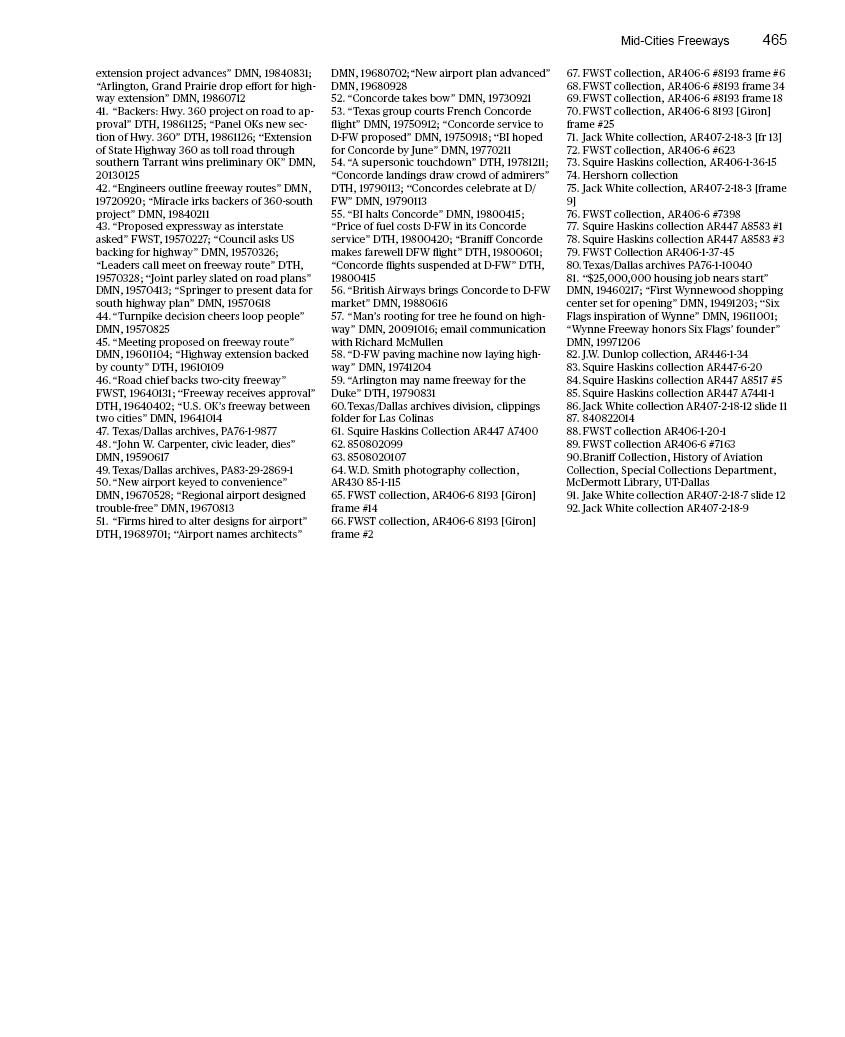 Mid-Cities Freeways 465
extension project advances” DMN, 19840831;
“Arlington, Grand Prairie drop effort for high-
way extension” DMN, 19860712
41. “Backers: Hwy. 360 project on road to ap-
proval” DTH, 19861125; “Panel OKs new sec-
tion of Hwy. 360” DTH, 19861126; “Extension
of State Highway 360 as toll road through
southern Tarrant wins preliminary OK” DMN,
20130125
42. “Engineers outline freeway routes” DMN,
19720920; “Miracle irks backers of 360-south
project” DMN, 19840211
43. “Proposed expressway as interstate
asked” FWST, 19570227; “Council asks US
backing for highway” DMN, 19570326;
“Leaders call meet on freeway route” DTH,
19570328; “Joint parley slated on road plans”
DMN, 19570413; “Springer to present data for
south highway plan” DMN, 19570618
44. “Turnpike decision cheers loop people”
DMN, 19570825
45. “Meeting proposed on freeway route”
DMN, 19601104; “Highway extension backed
by county” DTH, 19610109
46. “Road chief backs two-city freeway”
FWST, 19640131; “Freeway receives approval”
DTH, 19640402; “U.S. OK’s freeway between
two cities” DMN, 19641014
47. Texas/Dallas archives, PA76-1-9877
48. “John W. Carpenter, civic leader, dies”
DMN, 19590617
49. Texas/Dallas archives, PA83-29-2869-1
50. “New airport keyed to convenience”
DMN, 19670528; “Regional airport designed
trouble-free” DMN, 19670813
51. “Firms hired to alter designs for airport”
DTH, 19689701; “Airport names architects”
DMN, 19680702; “New airport plan advanced”
DMN, 19680928
52. “Concorde takes bow” DMN, 19730921
53. “Texas group courts French Concorde
flight” DMN, 19750912; “Concorde service to
D-FW proposed” DMN, 19750918; “BI hoped
for Concorde by June” DMN, 19770211
54. “A supersonic touchdown” DTH, 19781211;
“Concorde landings draw crowd of admirers”
DTH, 19790113; “Concordes celebrate at D/
FW” DMN, 19790113
55. “BI halts Concorde” DMN, 19800415;
“Price of fuel costs D-FW in its Concorde
service” DTH, 19800420; “Braniff Concorde
makes farewell DFW flight” DTH, 19800601;
“Concorde flights suspended at D-FW” DTH,
19800415
56. “British Airways brings Concorde to D-FW
market” DMN, 19880616
57. “Man’s rooting for tree he found on high-
way” DMN, 20091016; email communication
with Richard McMullen
58. “D-FW paving machine now laying high-
way” DMN, 19741204
59. “Arlington may name freeway for the
Duke” DTH, 19790831
60. Texas/Dallas archives division, clippings
folder for Las Colinas
61. Squire Haskins Collection AR447 A7400
62. 850802099
63. 8508020107
64. W.D. Smith photography collection,
AR430 85-1-115
65. FWST collection, AR406-6 8193 [Giron]
frame #14
66. FWST collection, AR406-6 8193 [Giron]
frame #2
67. FWST collection, AR406-6 #8193 frame #6
68. FWST collection, AR406-6 #8193 frame 34
69. FWST collection, AR406-6 #8193 frame 18
70. FWST collection, AR406-6 8193 [Giron]
frame #25
71. Jack White collection, AR407-2-18-3 [fr 13]
72. FWST collection, AR406-6 #623
73. Squire Haskins collection, AR406-1-36-15
74. Hershorn collection
75. Jack White collection, AR407-2-18-3 [frame
9]
76. FWST collection, AR406-6 #7398
77. Squire Haskins collection AR447 A8583 #1
78. Squire Haskins collection AR447 A8583 #3
79. FWST Collection AR406-1-37-45
80. Texas/Dallas archives PA76-1-10040
81. “$25,000,000 housing job nears start”
DMN, 19460217; “First Wynnewood shopping
center set for opening” DMN, 19491203; “Six
Flags inspiration of Wynne” DMN, 19611001;
“Wynne Freeway honors Six Flags’ founder”
DMN, 19971206
82. J.W. Dunlop collection, AR446-1-34
83. Squire Haskins collection AR447-6-20
84. Squire Haskins collection AR447 A8517 #5
85. Squire Haskins collection AR447 A7441-1
86. Jack White collection AR407-2-18-12 slide 11
87. 840822014
88. FWST collection AR406-1-20-1
89. FWST collection AR406-6 #7163
90. Braniff Collection, History of Aviation
Collection, Special Collections Department,
McDermott Library, UT-Dallas
91. Jake White collection AR407-2-18-7 slide 12
92. Jack White collection AR407-2-18-9